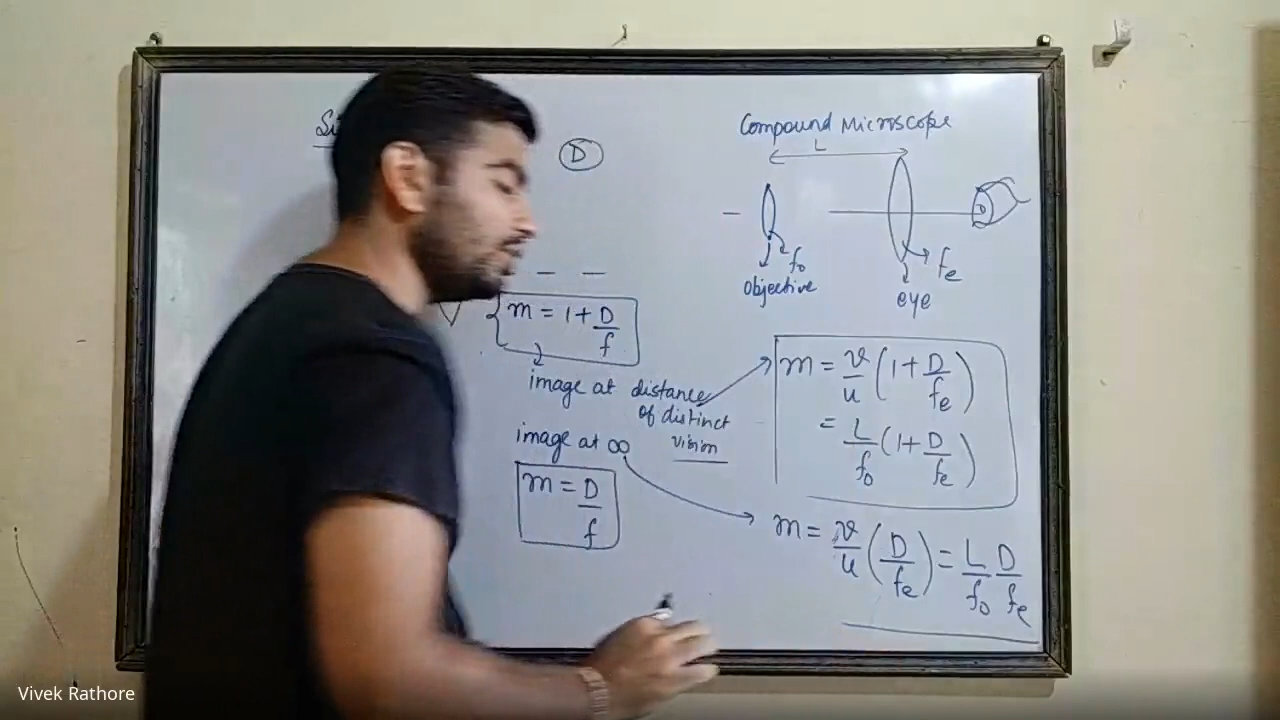 D
m = 1 + D/f
image at distance
of distinct
vision
image at ∞
m = D/f
Compound Microscope
L
D
fo
objective
fe
eye
m = v/u (1 + D/fe)
= L/fo (1 + D/fe)
m = v/u (D/fe) = L/fo D/fe
Vivek Rathore